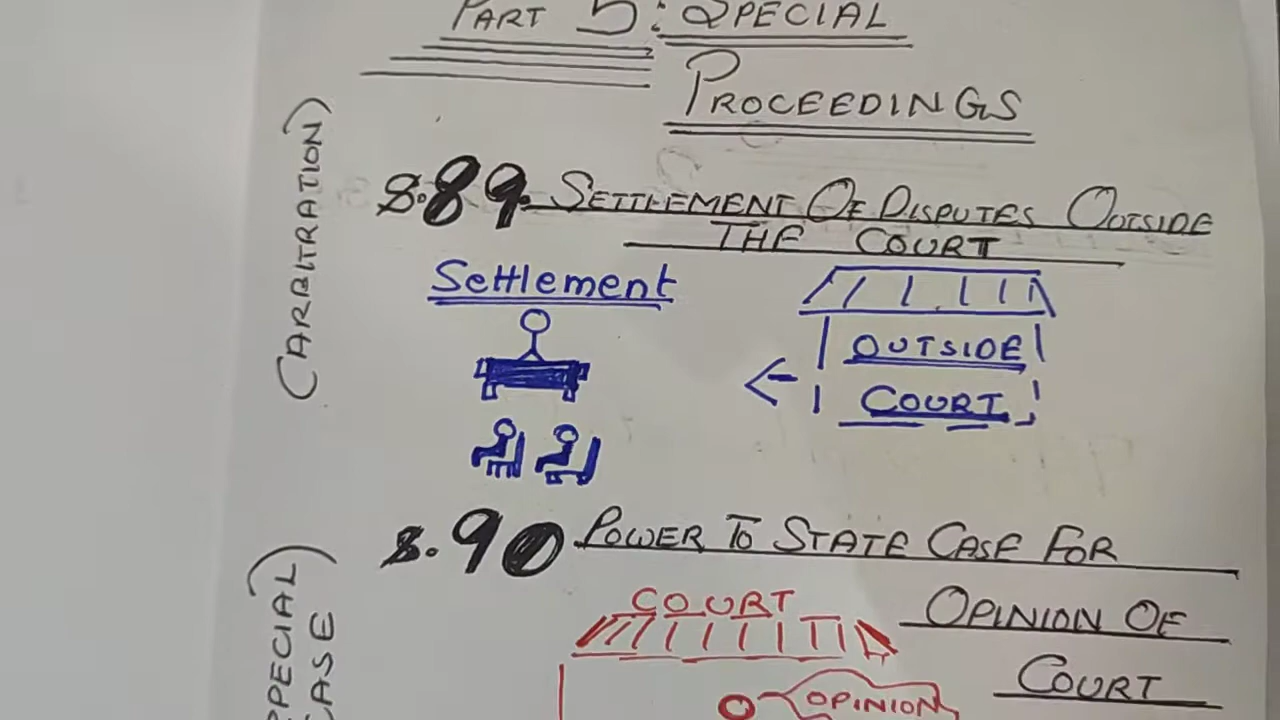 PART 5: SPECIAL
PROCEEDINGS
(ARBITRATION)
S.89. SETTLEMENT OF DISPUTES OUTSIDE
THE COURT
Settlement
OUTSIDE
COURT
S.90 POWER TO STATE CASE FOR
OPINION OF
COURT
(SPECIAL
CASE
COURT
OPINION